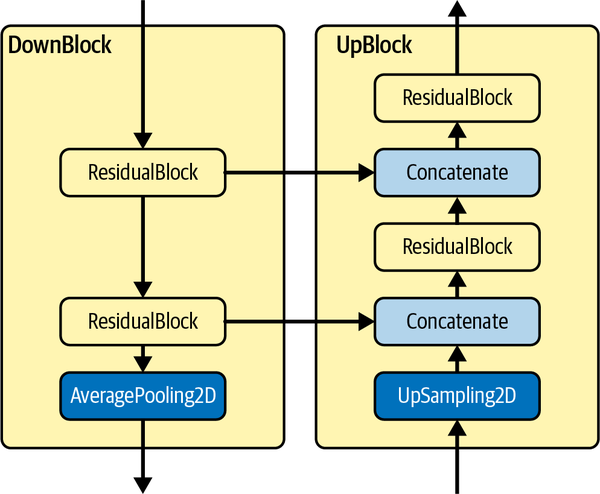 DownBlock
ResidualBlock
ResidualBlock
AveragePooling2D
UpBlock
ResidualBlock
Concatenate
ResidualBlock
Concatenate
UpSampling2D